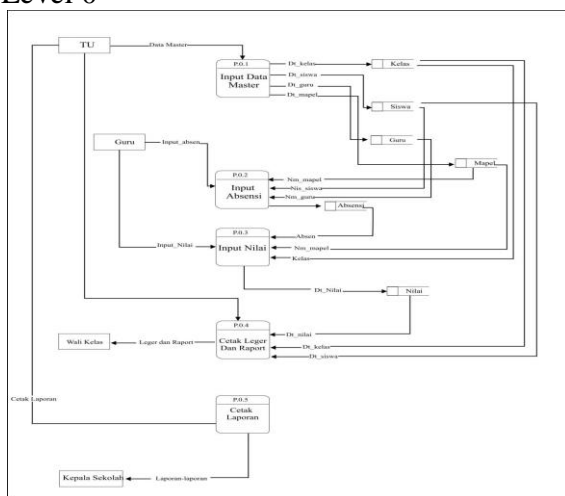 Level 0
TU
Data Master
P.0.1
Input Data
Master
Dt_kelas
Dt_siswa
Dt_guru
Dt_mapel
Kelas
Siswa
Guru
Mapel
Guru
Input_absen
P.0.2
Input
Absensi
Nm_mapel
Nis_siswa
Nm_guru
Absensi
P.0.3
Input Nilai
Input_Nilai
Absen
Nm_mapel
Kelas
Dt_Nilai
Nilai
P.0.4
Cetak Leger
Dan Raport
Dt_nilai
Dt_kelas
Dt_siswa
Wali Kelas
Leger dan Raport
Cetak Laporan
P.0.5
Cetak
Laporan
Kepala Sekolah
Laporan-laporan